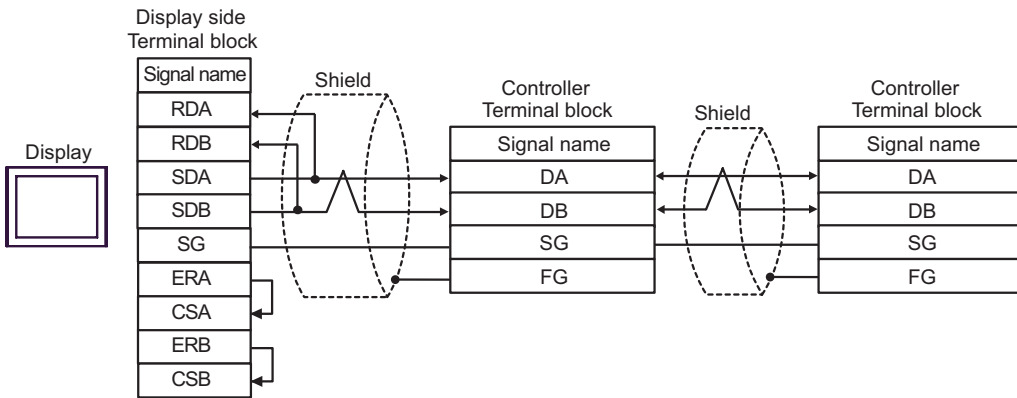 Display side
Terminal block
Signal name
RDA
RDB
SDA
SDB
SG
ERA
CSA
ERB
CSB
Display
Shield
Controller
Terminal block
Signal name
DA
DB
SG
FG
Shield
Controller
Terminal block
Signal name
DA
DB
SG
FG